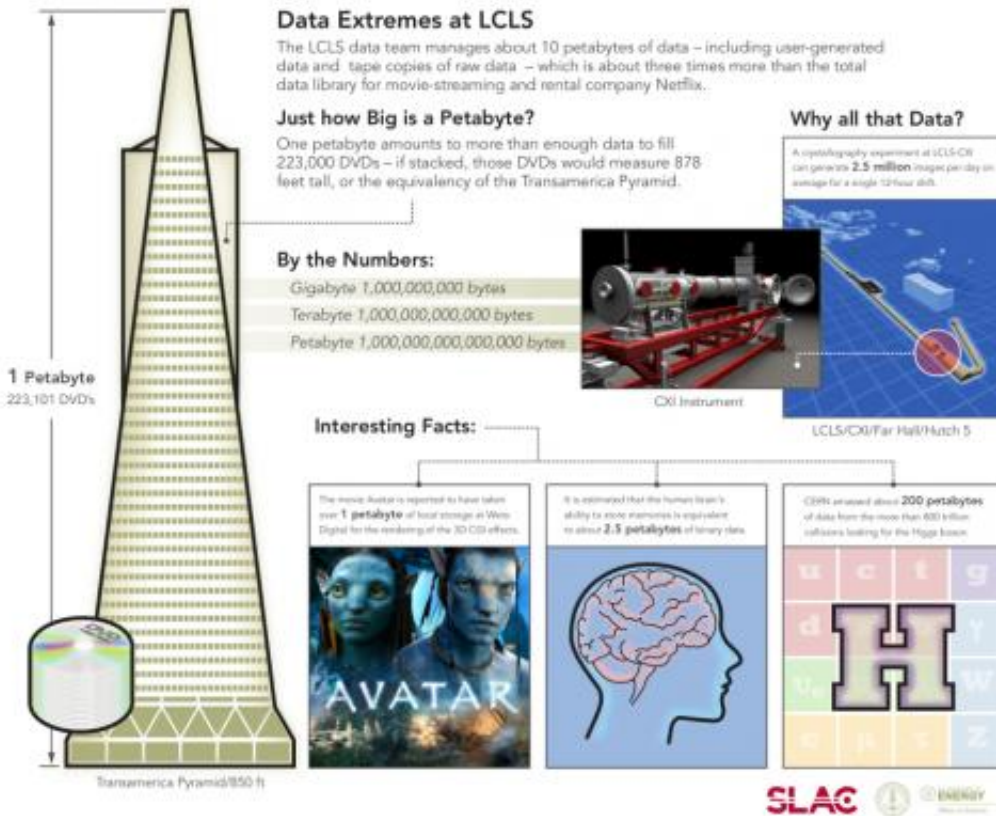 Data Extremes at LCLS
The LCLS data team manages about 10 petabytes of data – including user-generated
data and tape copies of raw data – which is about three times more than the total
data library for movie-streaming and rental company Netflix.
Just how Big is a Petabyte?
One petabyte amounts to more than enough data to fill
223,000 DVDs – if stacked, those DVDs would measure 878
feet tall, or the equivalency of the Transamerica Pyramid.
Why all that Data?
A crystallography experiment at LCLS-CXI
can generate 2.5 million images per day on
average for a single 12-hour shift.
By the Numbers:
Gigabyte 1,000,000,000 bytes
Terabyte 1,000,000,000,000 bytes
Petabyte 1,000,000,000,000,000 bytes
1 Petabyte
223,101 DVD's
CXI Instrument
LCLS/CXI/Far Hall/Hutch 5
Interesting Facts:
The movie Avatar is reported to have taken
over 1 petabyte of local storage at Weta
Digital for the rendering of the 3D CGI effects.
It is estimated that the human brain's
ability to store memories is equivalent
to about 2.5 petabytes of binary data.
CERN amassed about 200 petabytes
of data from the more than 800 trillion
collisions looking for the Higgs boson.
AVATAR
u c t g
d γ
W
Z
H
DVD
Transamerica Pyramid/850 ft
SLAC
ENERGY